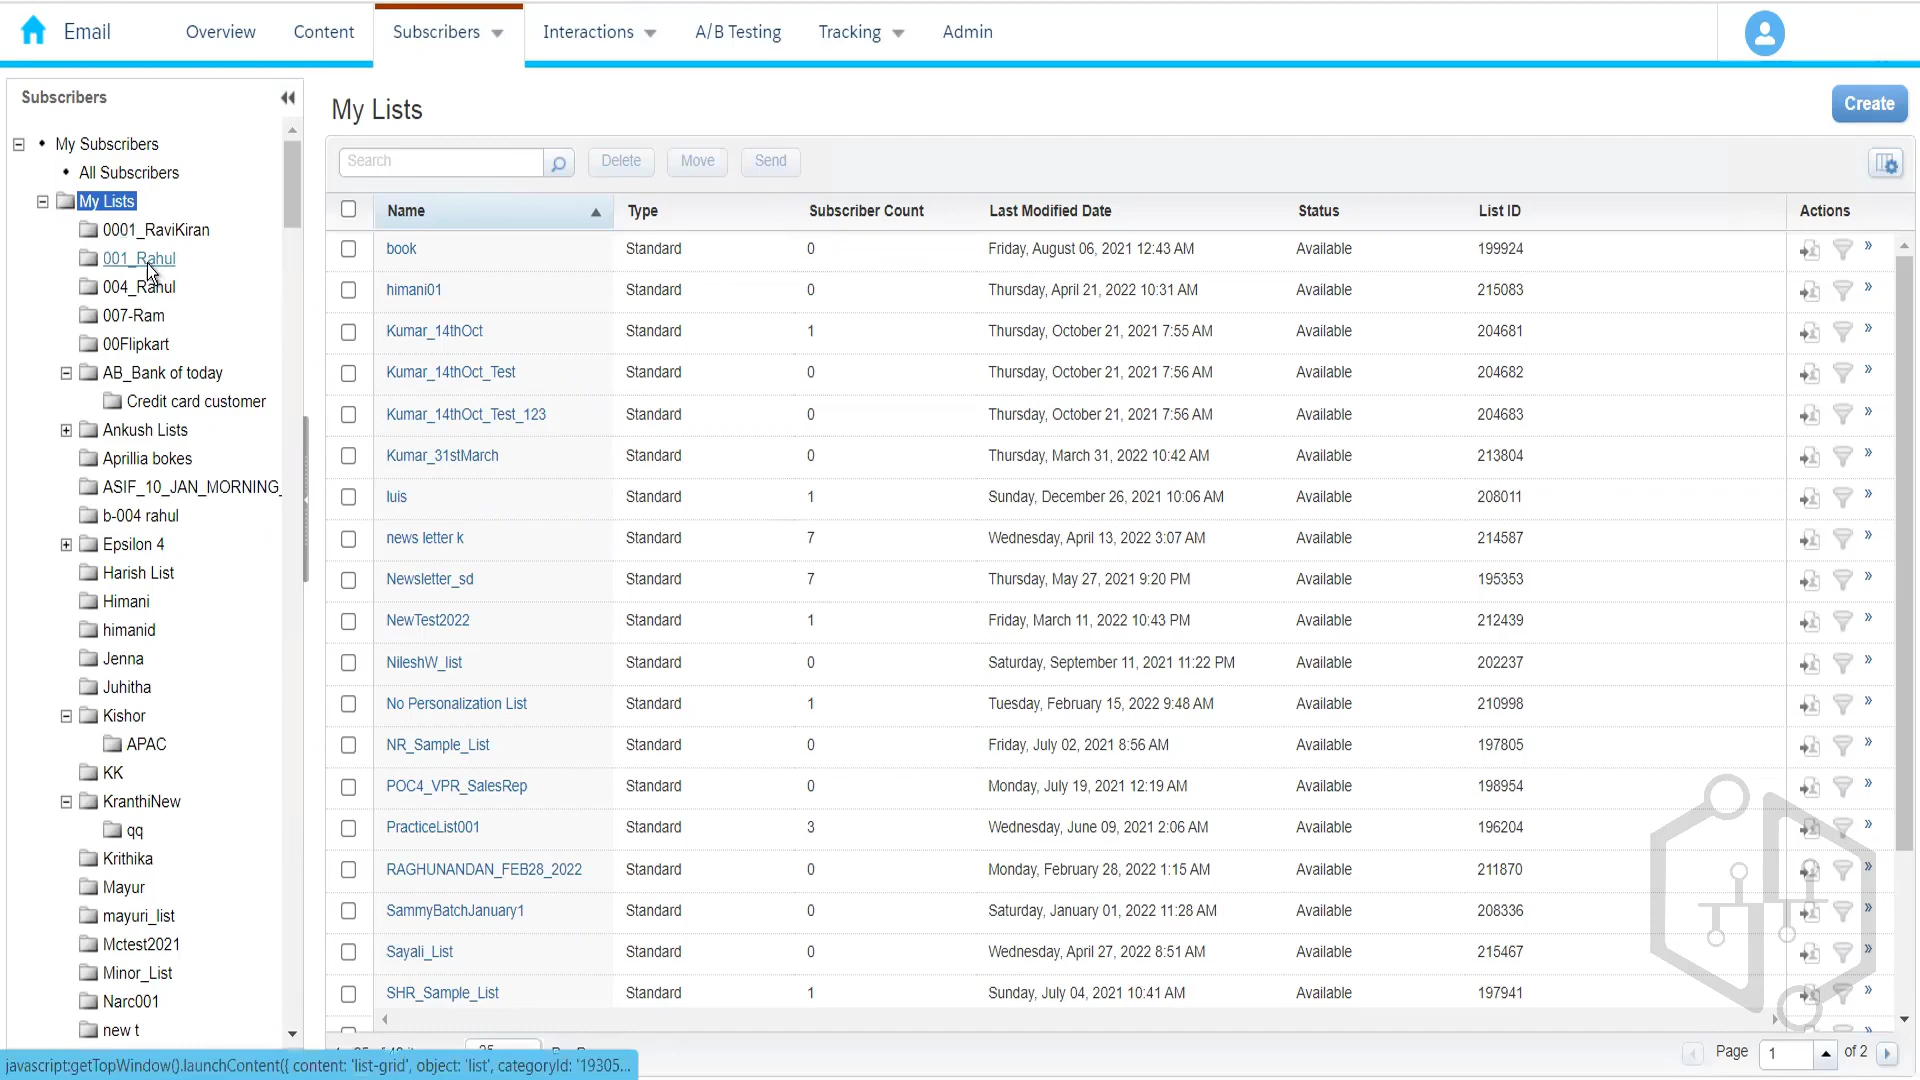 Email
Overview
Content
Subscribers
Interactions
A/B Testing
Tracking
Admin
Subscribers
My Subscribers
All Subscribers
My Lists
0001_RaviKiran
001_Rahul
004_Rahul
007-Ram
00Flipkart
AB_Bank of today
Credit card customer
Ankush Lists
Aprillia bokes
ASIF_10_JAN_MORNING_
b-004 rahul
Epsilon 4
Harish List
Himani
himanid
Jenna
Juhitha
Kishor
APAC
KK
KranthiNew
qq
Krithika
Mayur
mayuri_list
Mctest2021
Minor_List
Narc001
new t
My Lists
Create
Search
Delete
Move
Send
Name Type Subscriber Count Last Modified Date Status List ID Actions
book Standard 0 Friday, August 06, 2021 12:43 AM Available 199924
himani01 Standard 0 Thursday, April 21, 2022 10:31 AM Available 215083
Kumar_14thOct Standard 1 Thursday, October 21, 2021 7:55 AM Available 204681
Kumar_14thOct_Test Standard 0 Thursday, October 21, 2021 7:56 AM Available 204682
Kumar_14thOct_Test_123 Standard 0 Thursday, October 21, 2021 7:56 AM Available 204683
Kumar_31stMarch Standard 0 Thursday, March 31, 2022 10:42 AM Available 213804
luis Standard 1 Sunday, December 26, 2021 10:06 AM Available 208011
news letter k Standard 7 Wednesday, April 13, 2022 3:07 AM Available 214587
Newsletter_sd Standard 7 Thursday, May 27, 2021 9:20 PM Available 195353
NewTest2022 Standard 1 Friday, March 11, 2022 10:43 PM Available 212439
NileshW_list Standard 0 Saturday, September 11, 2021 11:22 PM Available 202237
No Personalization List Standard 1 Tuesday, February 15, 2022 9:48 AM Available 210998
NR_Sample_List Standard 0 Friday, July 02, 2021 8:56 AM Available 197805
POC4_VPR_SalesRep Standard 0 Monday, July 19, 2021 12:19 AM Available 198954
PracticeList001 Standard 3 Wednesday, June 09, 2021 2:06 AM Available 196204
RAGHUNANDAN_FEB28_2022 Standard 0 Monday, February 28, 2022 1:15 AM Available 211870
SammyBatchJanuary1 Standard 0 Saturday, January 01, 2022 11:28 AM Available 208336
Sayali_List Standard 0 Wednesday, April 27, 2022 8:51 AM Available 215467
SHR_Sample_List Standard 1 Sunday, July 04, 2021 10:41 AM Available 197941
Page 1 of 2
javascript:getTopWindow().launchContent({ content: 'list-grid', object: 'list', categoryId: '19305...